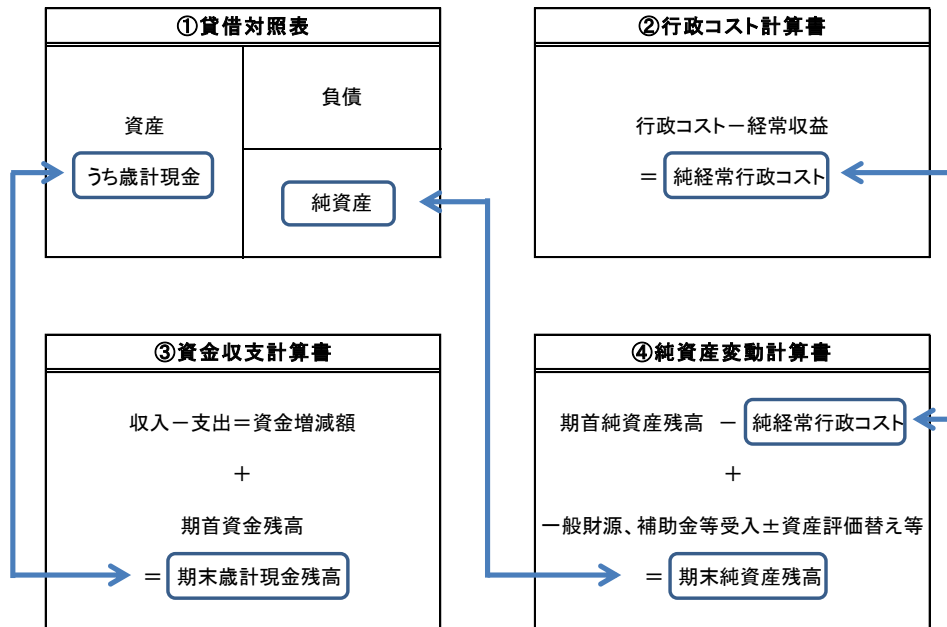 ①貸借対照表
資産
うち歳計現金
負債
純資産
②行政コスト計算書
行政コスト－経常収益
＝ 純経常行政コスト
③資金収支計算書
収入－支出＝資金増減額
＋
期首資金残高
＝ 期末歳計現金残高
④純資産変動計算書
期首純資産残高 － 純経常行政コスト
＋
一般財源、補助金等受入±資産評価替え等
＝ 期末純資産残高